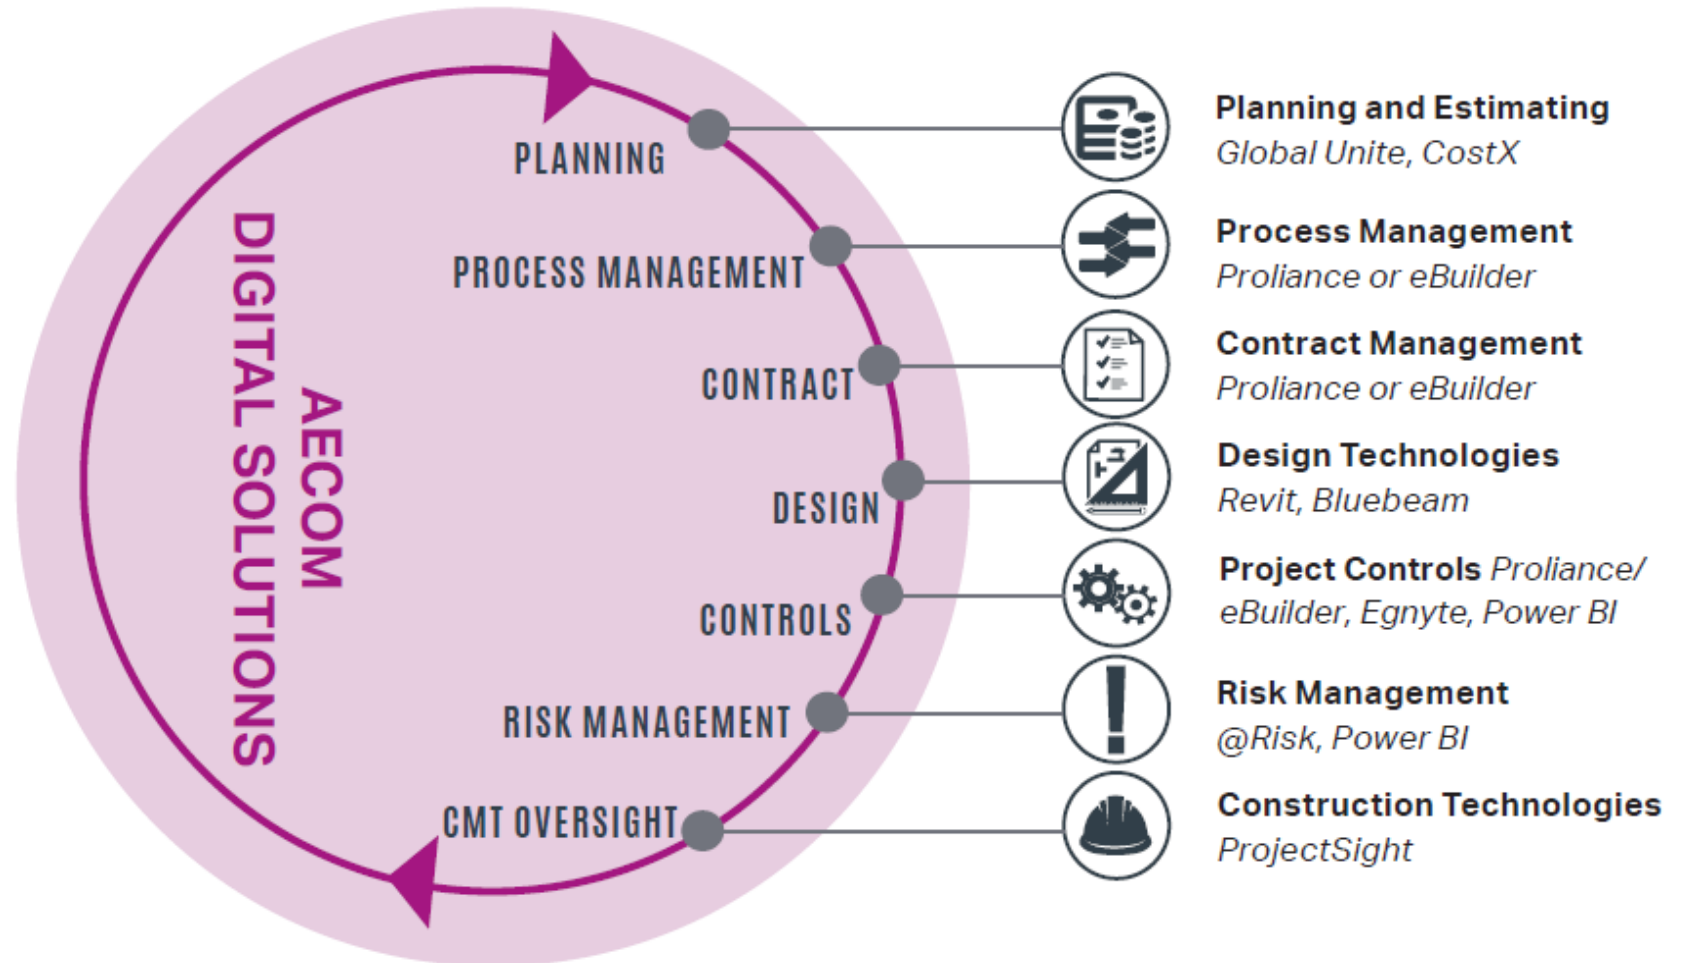 AECOM
DIGITAL SOLUTIONS
PLANNING
PROCESS MANAGEMENT
CONTRACT
DESIGN
CONTROLS
RISK MANAGEMENT
CMT OVERSIGHT
Planning and Estimating
Global Unite, CostX
Process Management
Proliance or eBuilder
Contract Management
Proliance or eBuilder
Design Technologies
Revit, Bluebeam
Project Controls Proliance/
eBuilder, Egnyte, Power BI
Risk Management
@Risk, Power BI
Construction Technologies
ProjectSight